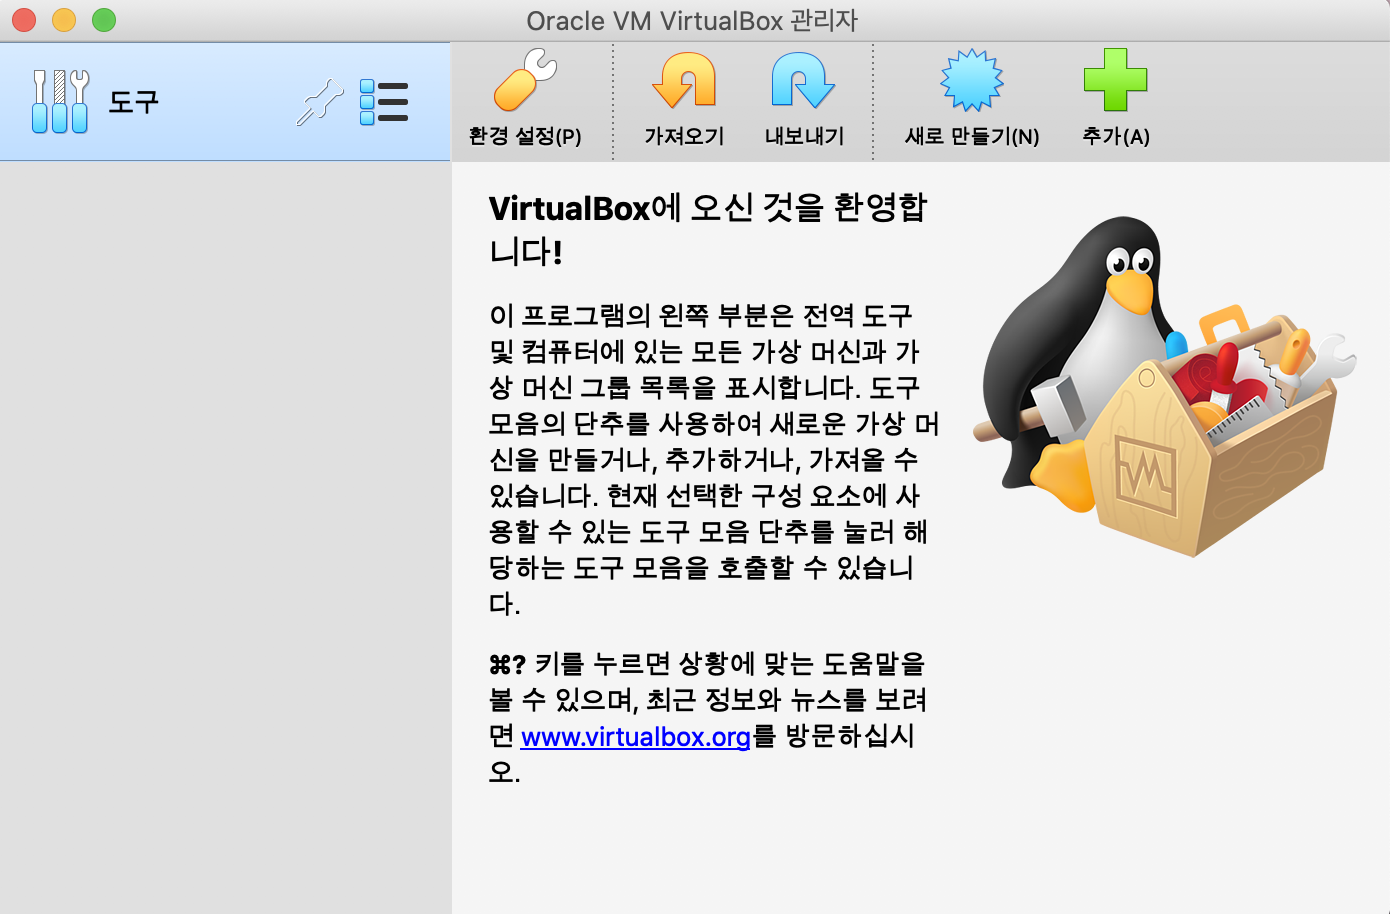 Oracle VM VirtualBox 관리자
도구
환경 설정(P)
가져오기
내보내기
새로 만들기(N)
추가(A)
VirtualBox에 오신 것을 환영합
니다!
이 프로그램의 왼쪽 부분은 전역 도구
및 컴퓨터에 있는 모든 가상 머신과 가
상 머신 그룹 목록을 표시합니다. 도구
모음의 단추를 사용하여 새로운 가상 머
신을 만들거나, 추가하거나, 가져올 수
있습니다. 현재 선택한 구성 요소에 사
용할 수 있는 도구 모음 단추를 눌러 해
당하는 도구 모음을 호출할 수 있습니
다.
⌘? 키를 누르면 상황에 맞는 도움말을
볼 수 있으며, 최근 정보와 뉴스를 보려
면 www.virtualbox.org를 방문하십시
오.